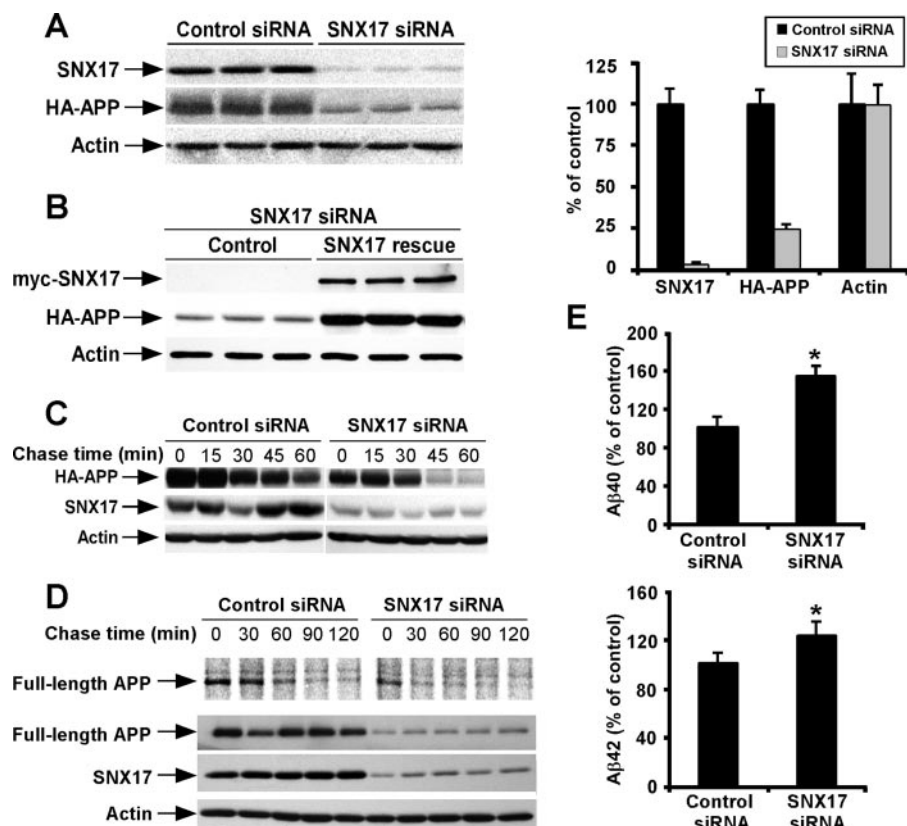 A
Control siRNA SNX17 siRNA
SNX17
HA-APP
Actin
Control siRNA
SNX17 siRNA
% of control
125
100
75
50
25
0
SNX17 HA-APP Actin
B
SNX17 siRNA
Control SNX17 rescue
myc-SNX17
HA-APP
Actin
C
Control siRNA SNX17 siRNA
Chase time (min) 0 15 30 45 60 0 15 30 45 60
HA-APP
SNX17
Actin
D
Control siRNA SNX17 siRNA
Chase time (min) 0 30 60 90 120 0 30 60 90 120
Full-length APP
Full-length APP
SNX17
Actin
E
Aβ40 (% of control)
200
160
120
80
40
0
*
Control siRNA
SNX17 siRNA
Aβ42 (% of control)
160
120
80
40
0
*
Control siRNA
SNX17 siRNA